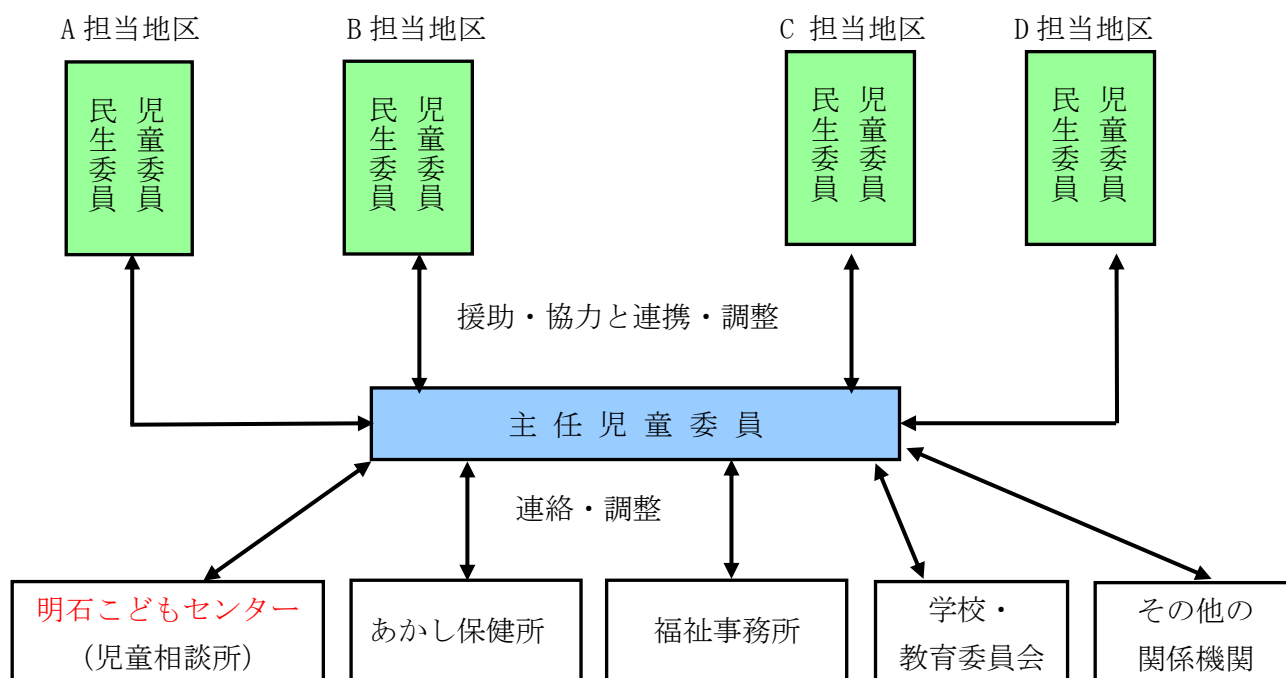 A 担当地区
B 担当地区
C 担当地区
D 担当地区
児童委員
民生委員
児童委員
民生委員
児童委員
民生委員
児童委員
民生委員
援助・協力と連携・調整
主 任 児 童 委 員
連絡・調整
明石こどもセンター
(児童相談所)
あかし保健所
福祉事務所
学校・
教育委員会
その他の
関係機関